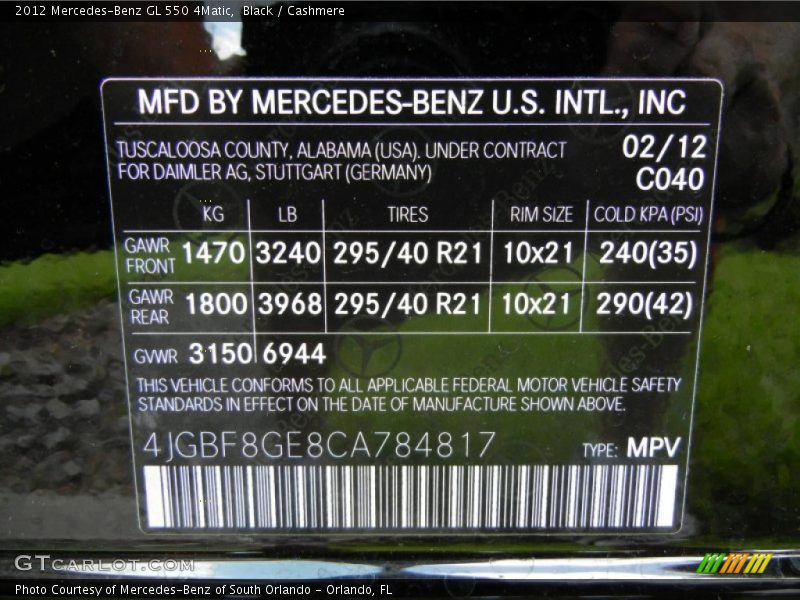 2012 Mercedes-Benz GL 550 4Matic,  Black / Cashmere
MFD BY MERCEDES-BENZ U.S. INTL., INC
TUSCALOOSA COUNTY, ALABAMA (USA). UNDER CONTRACT
FOR DAIMLER AG, STUTTGART (GERMANY)
02/12
C040
KG LB TIRES RIM SIZE COLD KPA (PSI)
GAWR
FRONT 1470 3240 295/40 R21 10x21 240(35)
GAWR
REAR 1800 3968 295/40 R21 10x21 290(42)
GVWR 3150 6944
THIS VEHICLE CONFORMS TO ALL APPLICABLE FEDERAL MOTOR VEHICLE SAFETY
STANDARDS IN EFFECT ON THE DATE OF MANUFACTURE SHOWN ABOVE.
4JGBF8GE8CA784817 TYPE: MPV
GTCARLOT.COM
Photo Courtesy of Mercedes-Benz of South Orlando - Orlando, FL